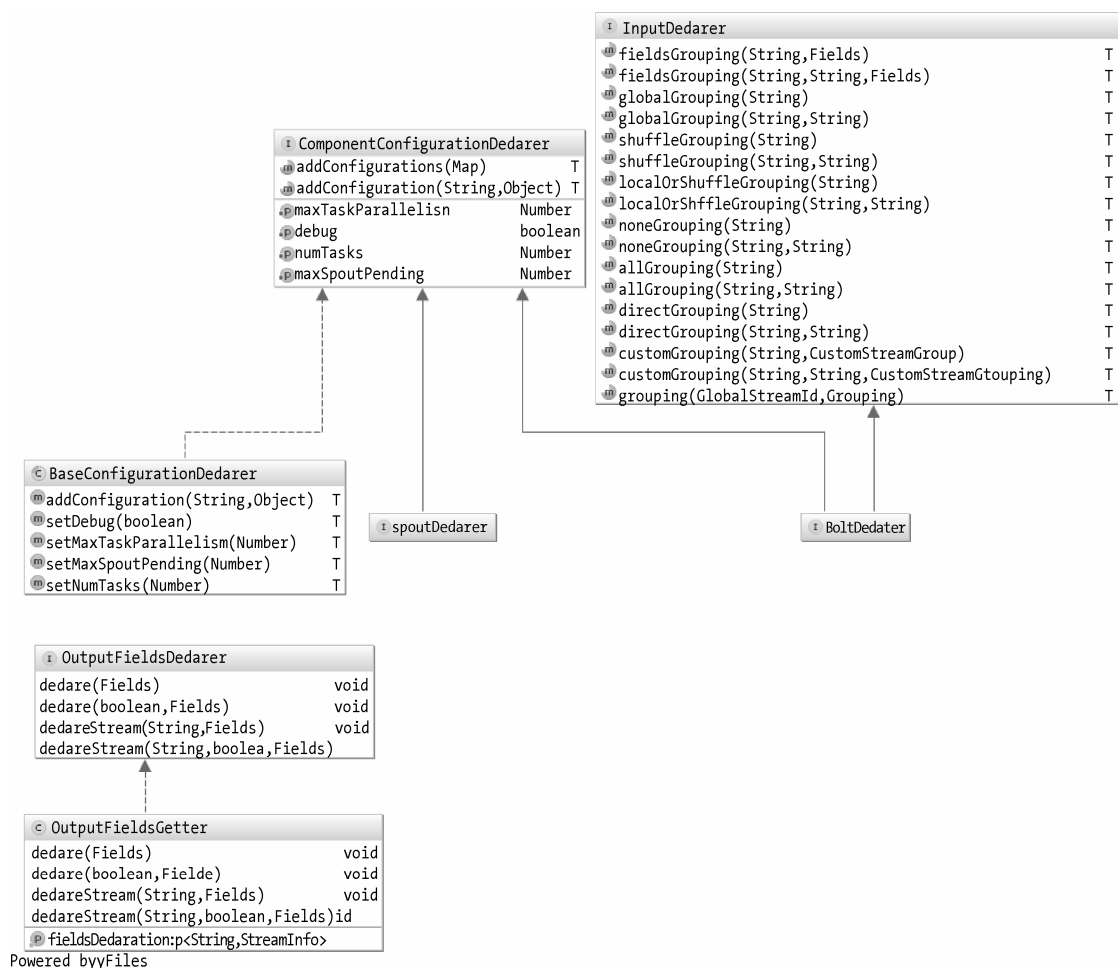 InputDedarer
fieldsGrouping(String,Fields) T
fieldsGrouping(String,String,Fields) T
globalGrouping(String) T
globalGrouping(String,String) T
shuffleGrouping(String) T
shuffleGrouping(String,String) T
localOrShuffleGrouping(String) T
localOrShffleGrouping(String,String) T
noneGrouping(String) T
noneGrouping(String,String) T
allGrouping(String) T
allGrouping(String,String) T
directGrouping(String) T
directGrouping(String,String) T
customGrouping(String,CustomStreamGroup) T
customGrouping(String,String,CustomStreamGtouping) T
grouping(GlobalStreamId,Grouping) T
ComponentConfigurationDedarer
addConfigurations(Map) T
addConfiguration(String,Object) T
maxTaskParallelisn Number
debug boolean
numTasks Number
maxSpoutPending Number
BaseConfigurationDedarer
addConfiguration(String,Object) T
setDebug(boolean) T
setMaxTaskParallelism(Number) T
setMaxSpoutPending(Number) T
setNumTasks(Number) T
spoutDedarer
BoltDedater
OutputFieldsDedarer
dedare(Fields) void
dedare(boolean,Fields) void
dedareStream(String,Fields) void
dedareStream(String,boolea,Fields)
OutputFieldsGetter
dedare(Fields) void
dedare(boolean,Fielde) void
dedareStream(String,Fields) void
dedareStream(String,boolean,Fields)id
fieldsDedaration:p<String,StreamInfo>
Powered byyFiles